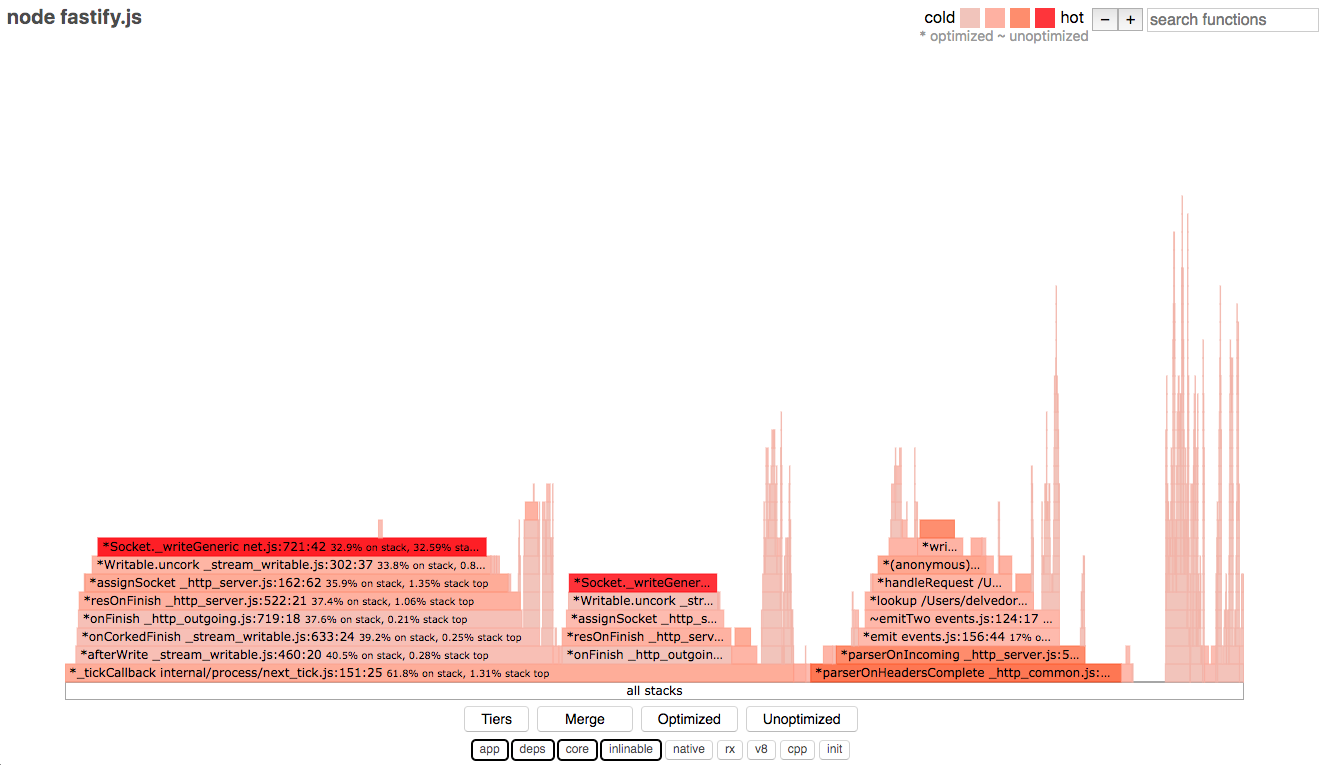 node fastify.js
cold hot − + search functions
* optimized ~ unoptimized
*Socket._writeGeneric net.js:721:42 32.9% on stack, 32.59% sta...
*wri...
*Writable.uncork _stream_writable.js:302:37 33.8% on stack, 0.8...
*(anonymous)...
*assignSocket _http_server.js:162:62 35.9% on stack, 1.35% stack top
*Socket._writeGener...
*handleRequest /U...
*resOnFinish _http_server.js:522:21 37.4% on stack, 1.06% stack top
*Writable.uncork _str...
*lookup /Users/delvedor...
*onFinish _http_outgoing.js:719:18 37.6% on stack, 0.21% stack top
*assignSocket _http_s...
~emitTwo events.js:124:17 ...
*onCorkedFinish _stream_writable.js:633:24 39.2% on stack, 0.25% stack top
*resOnFinish _http_serv...
*emit events.js:156:44 17% o...
*afterWrite _stream_writable.js:460:20 40.5% on stack, 0.28% stack top
*onFinish _http_outgoin...
*parserOnIncoming _http_server.js:5...
*_tickCallback internal/process/next_tick.js:151:25 61.8% on stack, 1.31% stack top
*parserOnHeadersComplete _http_common.js:...
all stacks
Tiers Merge Optimized Unoptimized
app deps core inlinable native rx v8 cpp init